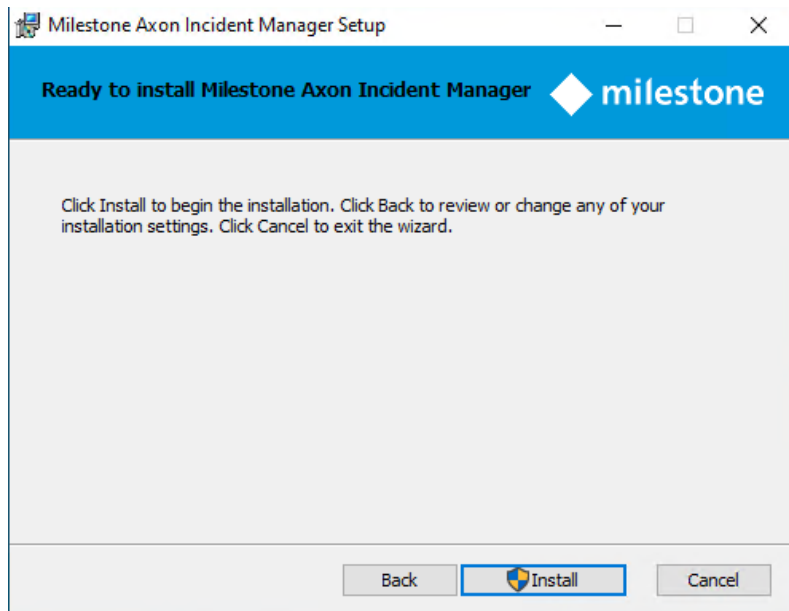 Milestone Axon Incident Manager Setup
Ready to install Milestone Axon Incident Manager
milestone
Click Install to begin the installation. Click Back to review or change any of your
installation settings. Click Cancel to exit the wizard.
Back
Install
Cancel